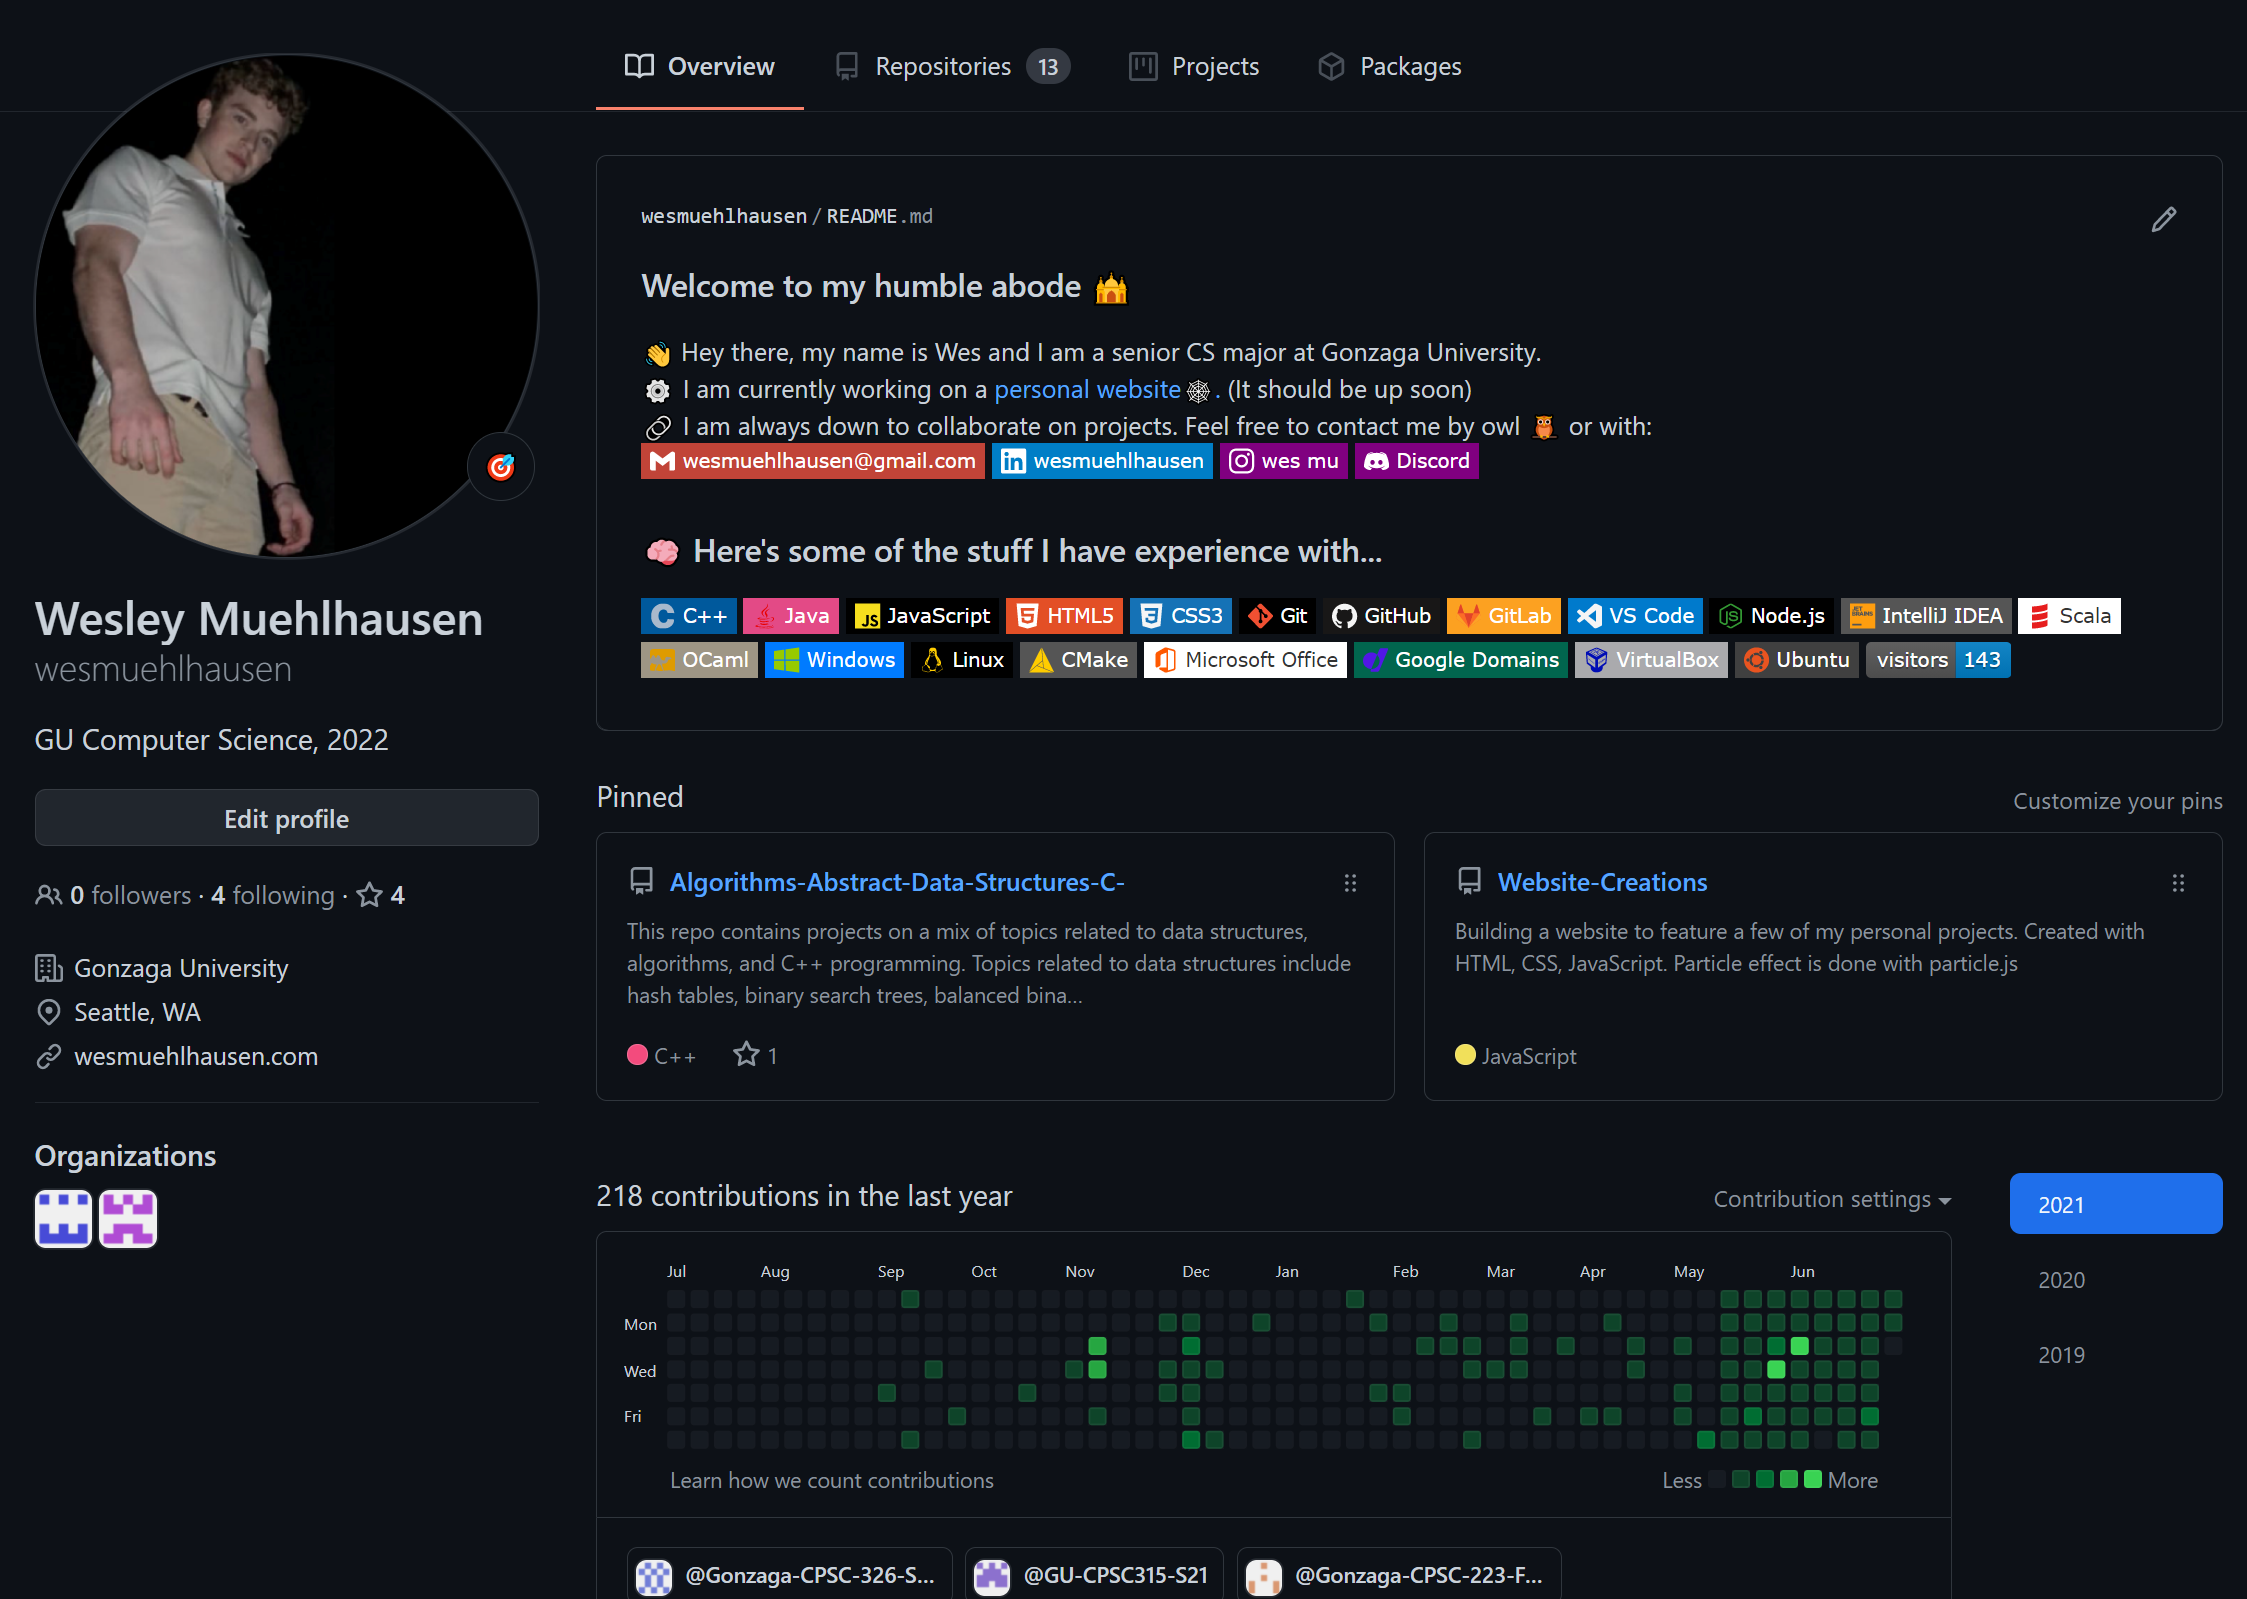 Overview
Repositories 13
Projects
Packages
wesmuehlhausen / README.md
Welcome to my humble abode
Hey there, my name is Wes and I am a senior CS major at Gonzaga University.
I am currently working on a personal website . (It should be up soon)
I am always down to collaborate on projects. Feel free to contact me by owl or with:
wesmuehlhausen@gmail.com in wesmuehlhausen wes mu Discord
Here's some of the stuff I have experience with...
C C++ Java JS JavaScript HTML5 CSS3 Git GitHub GitLab VS Code Node.js IntelliJ IDEA Scala
OCaml Windows Linux CMake Microsoft Office Google Domains VirtualBox Ubuntu visitors 143
Wesley Muehlhausen
wesmuehlhausen
GU Computer Science, 2022
Edit profile
0 followers · 4 following · 4
Gonzaga University
Seattle, WA
wesmuehlhausen.com
Organizations
Pinned
Customize your pins
Algorithms-Abstract-Data-Structures-C-
This repo contains projects on a mix of topics related to data structures,
algorithms, and C++ programming. Topics related to data structures include
hash tables, binary search trees, balanced bina...
C++ 1
Website-Creations
Building a website to feature a few of my personal projects. Created with
HTML, CSS, JavaScript. Particle effect is done with particle.js
JavaScript
218 contributions in the last year
Contribution settings
2021
2020
2019
Jul Aug Sep Oct Nov Dec Jan Feb Mar Apr May Jun
Mon
Wed
Fri
Learn how we count contributions
Less More
@Gonzaga-CPSC-326-S...
@GU-CPSC315-S21
@Gonzaga-CPSC-223-F...